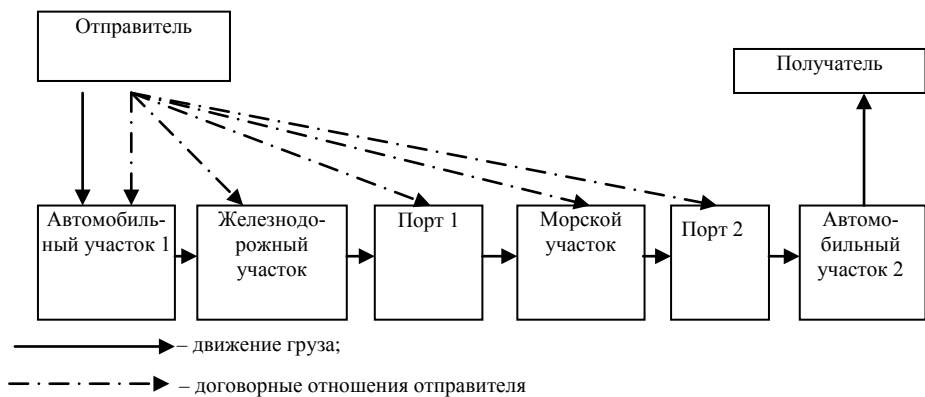 Отправитель
Получатель
Автомобиль-
ный участок 1
Железнодо-
рожный
участок
Порт 1
Морской
участок
Порт 2
Автомо-
бильный
участок 2
– движение груза;
– договорные отношения отправителя